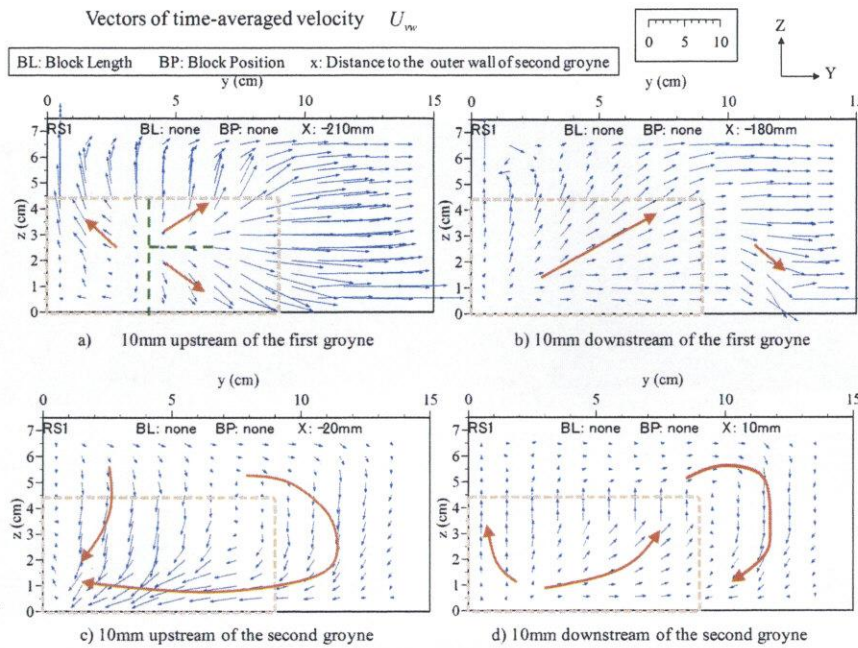 Vectors of time-averaged velocity U_vw
0 5 10
Z
Y
BL: Block Length BP: Block Position x: Distance to the outer wall of second groyne
y (cm) y (cm)
0 5 10 15 0 5 10 15
RS1 BL: none BP: none X: -210mm
RS1 BL: none BP: none X: -180mm
z (cm) z (cm)
7 6 5 4 3 2 1 0
7 6 5 4 3 2 1 0
a) 10mm upstream of the first groyne
b) 10mm downstream of the first groyne
y (cm) y (cm)
0 5 10 15 0 5 10 15
RS1 BL: none BP: none X: -20mm
RS1 BL: none BP: none X: 10mm
z (cm) z (cm)
7 6 5 4 3 2 1 0
7 6 5 4 3 2 1 0
c) 10mm upstream of the second groyne
d) 10mm downstream of the second groyne